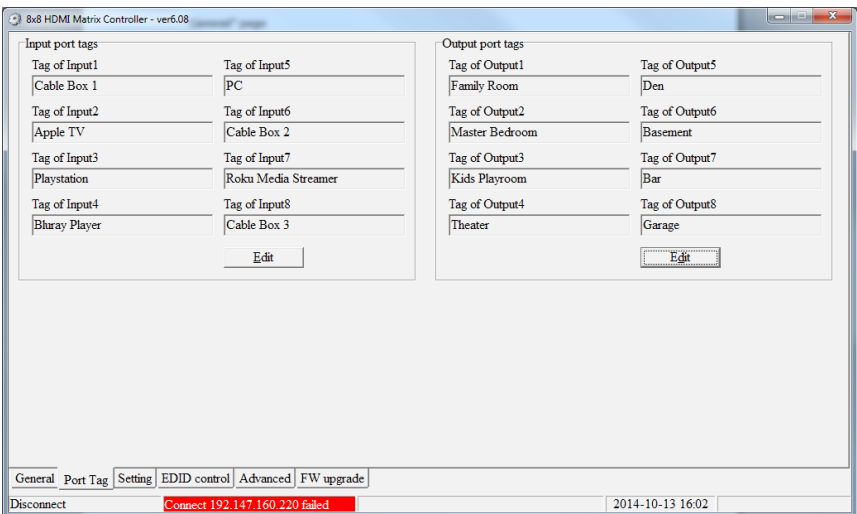 8x8 HDMI Matrix Controller - ver6.08
General" page
Input port tags
Tag of Input1
Cable Box 1
Tag of Input2
Apple TV
Tag of Input3
Playstation
Tag of Input4
Bluray Player
Tag of Input5
PC
Tag of Input6
Cable Box 2
Tag of Input7
Roku Media Streamer
Tag of Input8
Cable Box 3
Edit
Output port tags
Tag of Output1
Family Room
Tag of Output2
Master Bedroom
Tag of Output3
Kids Playroom
Tag of Output4
Theater
Tag of Output5
Den
Tag of Output6
Basement
Tag of Output7
Bar
Tag of Output8
Garage
Edit
General Port Tag Setting EDID control Advanced FW upgrade
Disconnect Connect 192.147.160.220 failed 2014-10-13 16:02